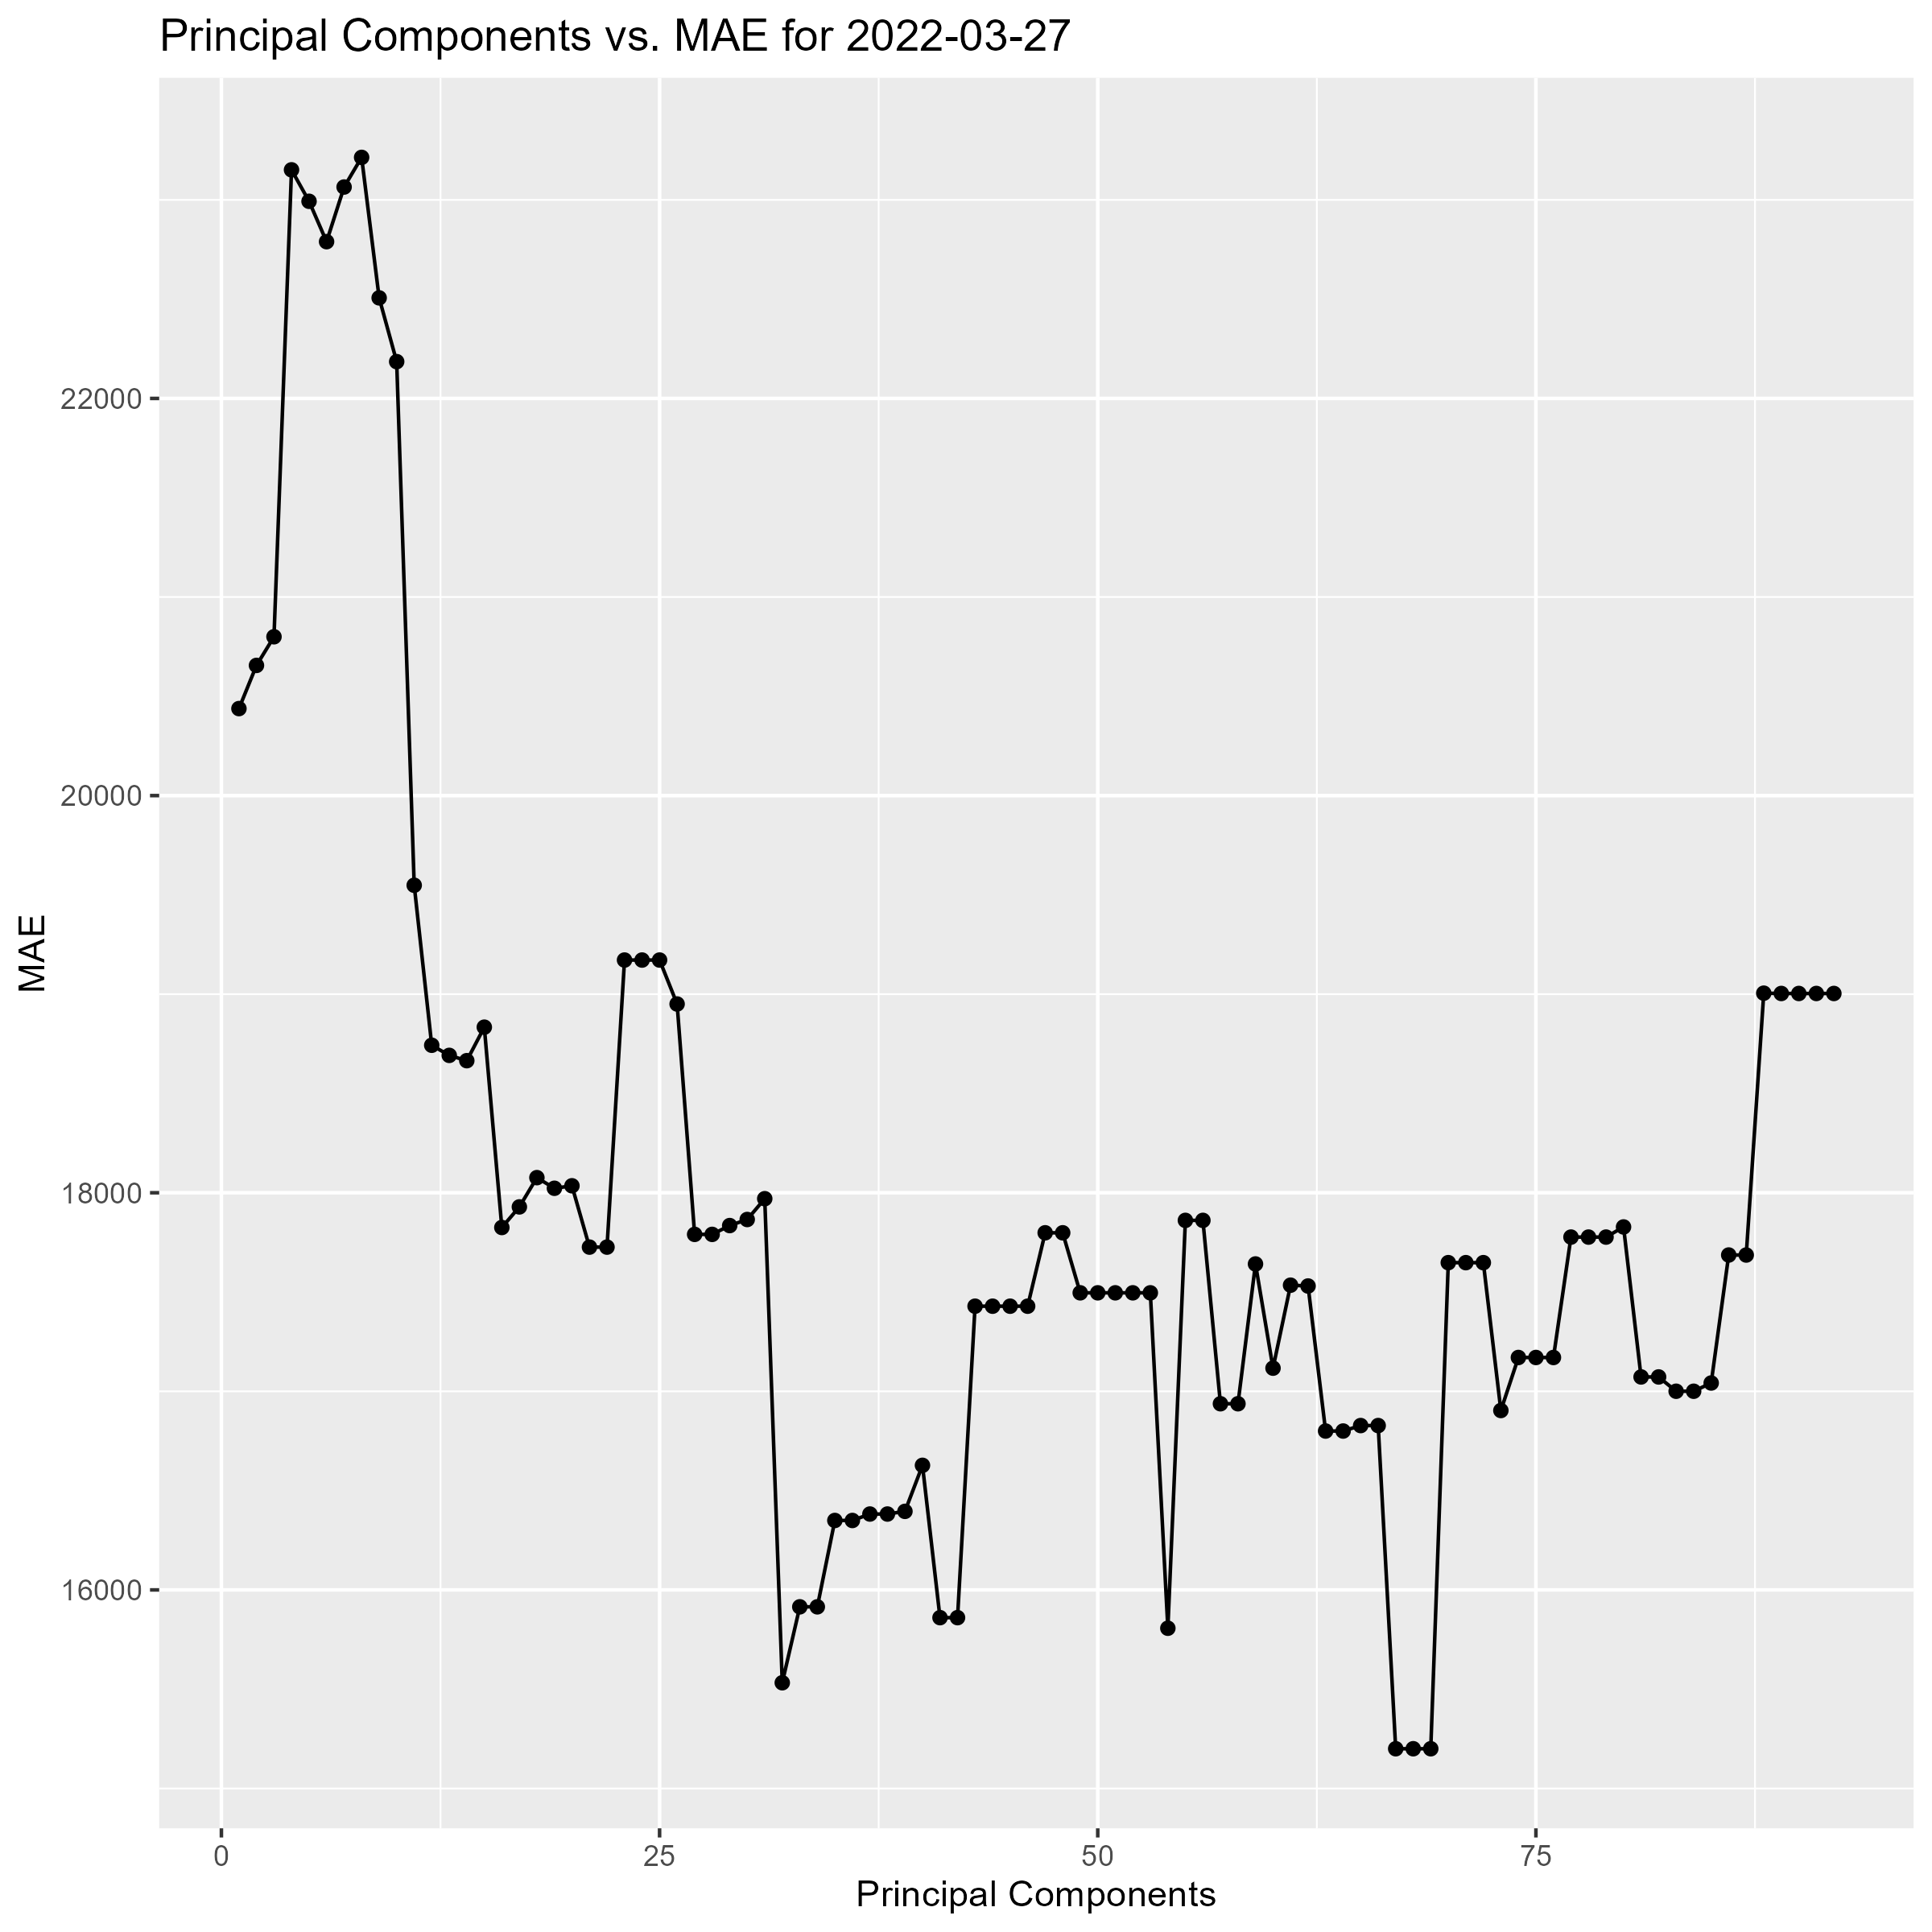 Principal Components vs. MAE for 2022-03-27
MAE
22000
20000
18000
16000
0 25 50 75
Principal Components